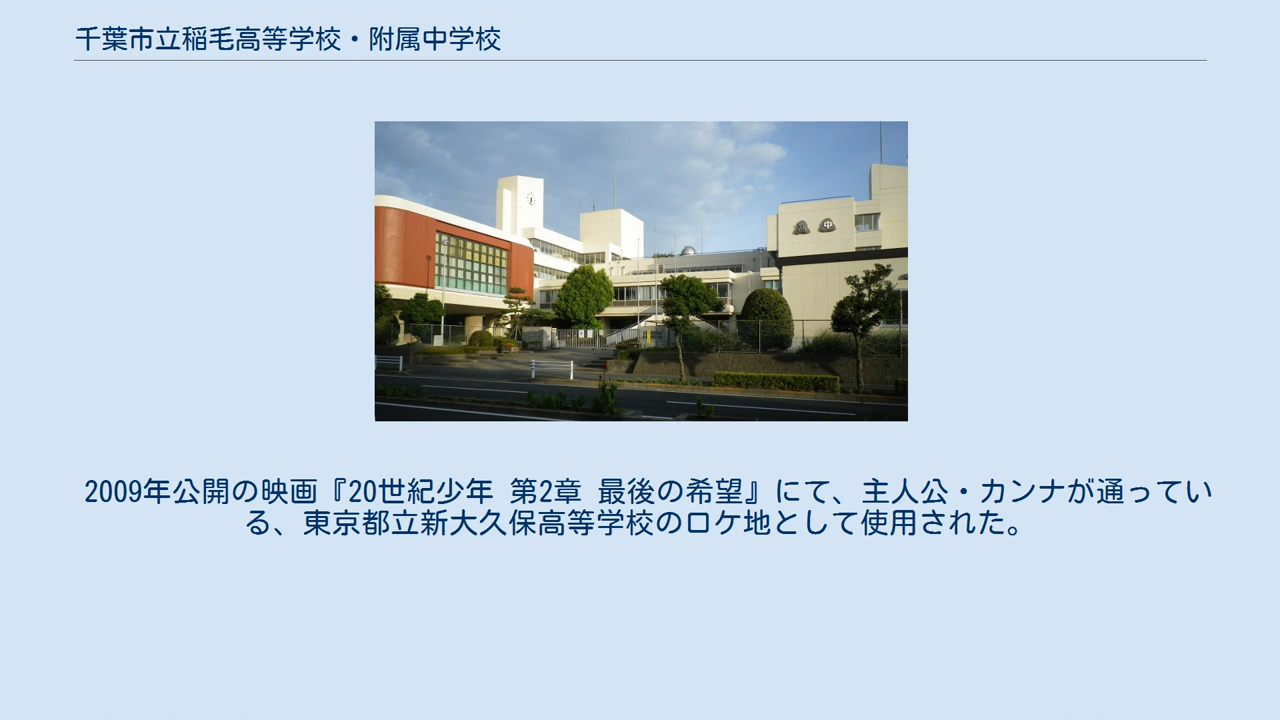 千葉市立稲毛高等学校・附属中学校
中
2009年公開の映画『20世紀少年 第2章 最後の希望』にて、主人公・カンナが通ってい
る、東京都立新大久保高等学校のロケ地として使用された。